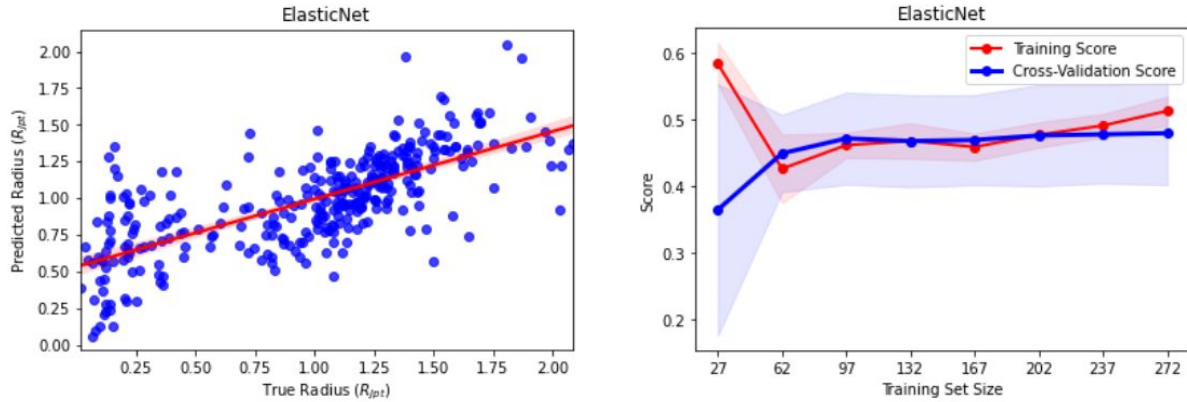 ElasticNet
Predicted Radius (R_Jpt)
2.00
1.75
1.50
1.25
1.00
0.75
0.50
0.25
0.00
0.25 0.50 0.75 1.00 1.25 1.50 1.75 2.00
True Radius (R_Jpt)
ElasticNet
Training Score
Cross-Validation Score
Score
0.6
0.5
0.4
0.3
0.2
27 62 97 132 167 202 237 272
Training Set Size